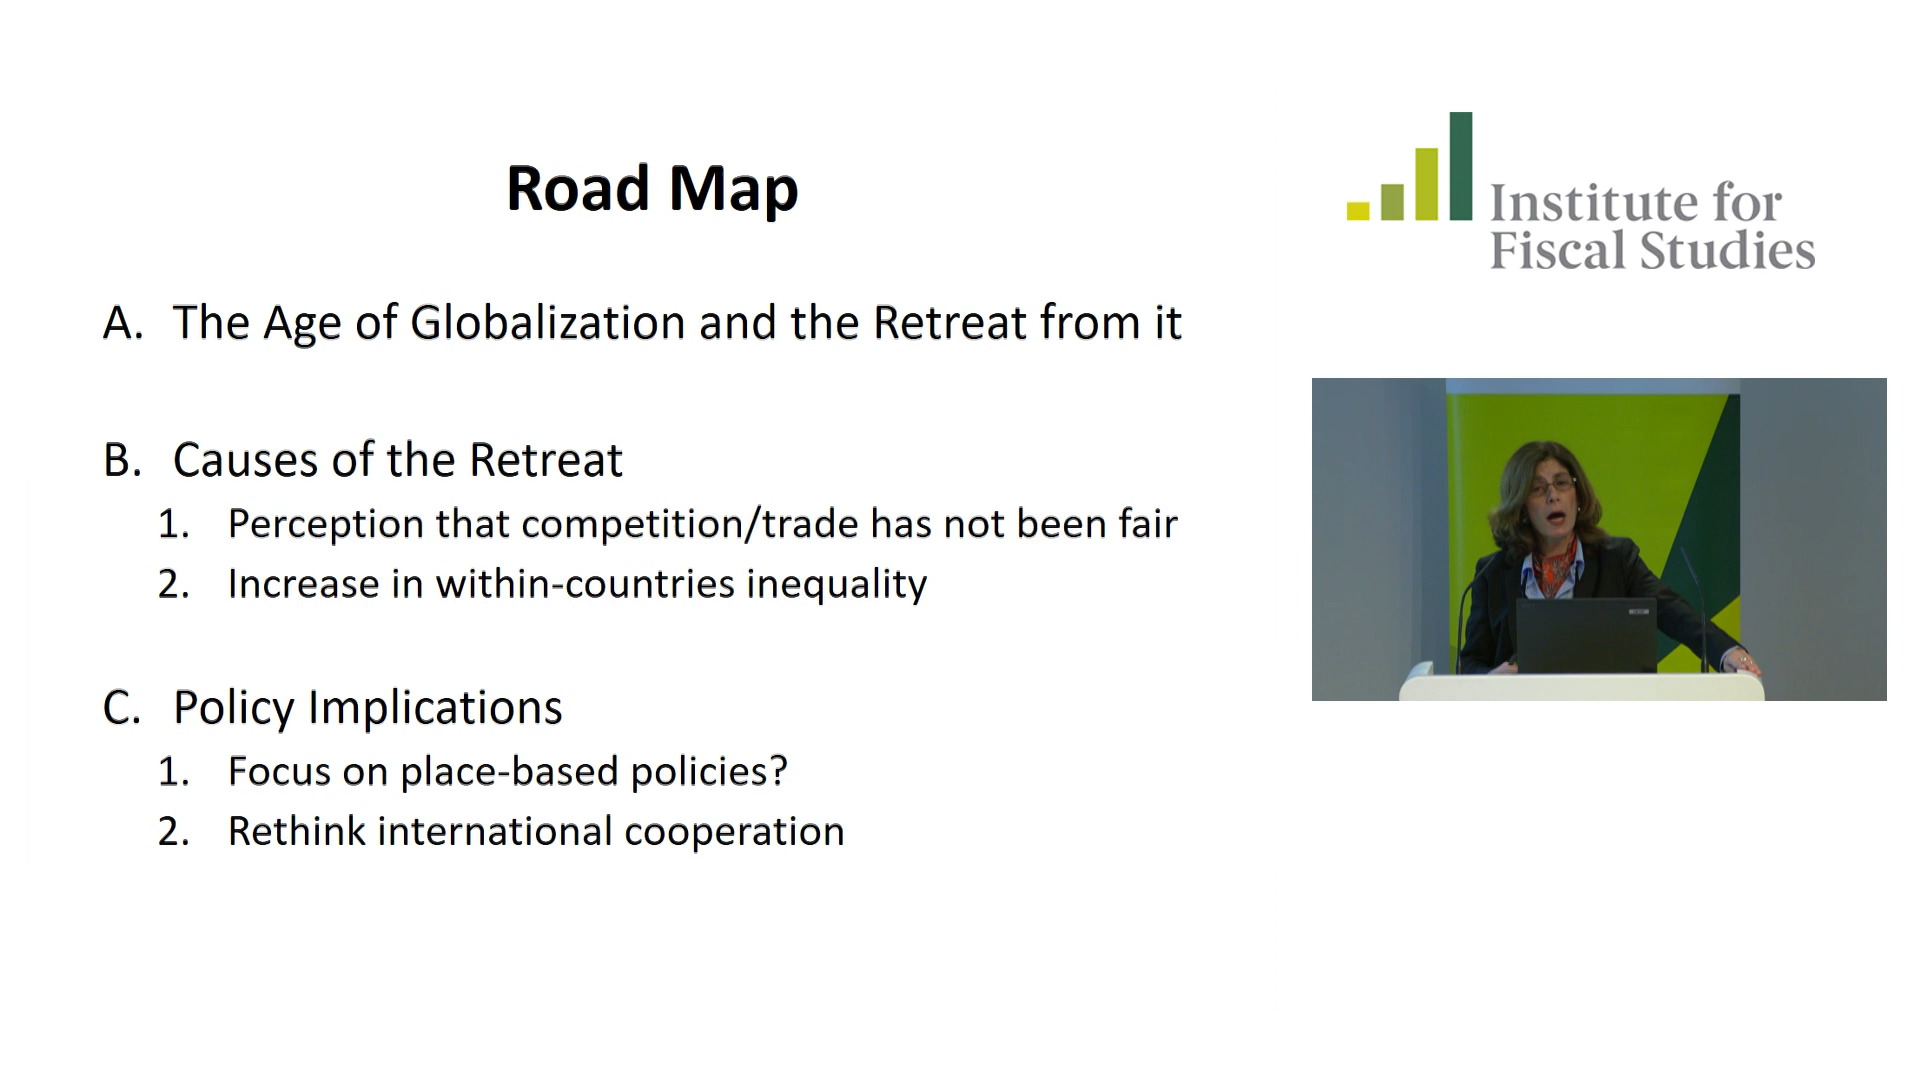 Road Map
A. The Age of Globalization and the Retreat from it
B. Causes of the Retreat
1. Perception that competition/trade has not been fair
2. Increase in within-countries inequality
C. Policy Implications
1. Focus on place-based policies?
2. Rethink international cooperation
Institute for
Fiscal Studies